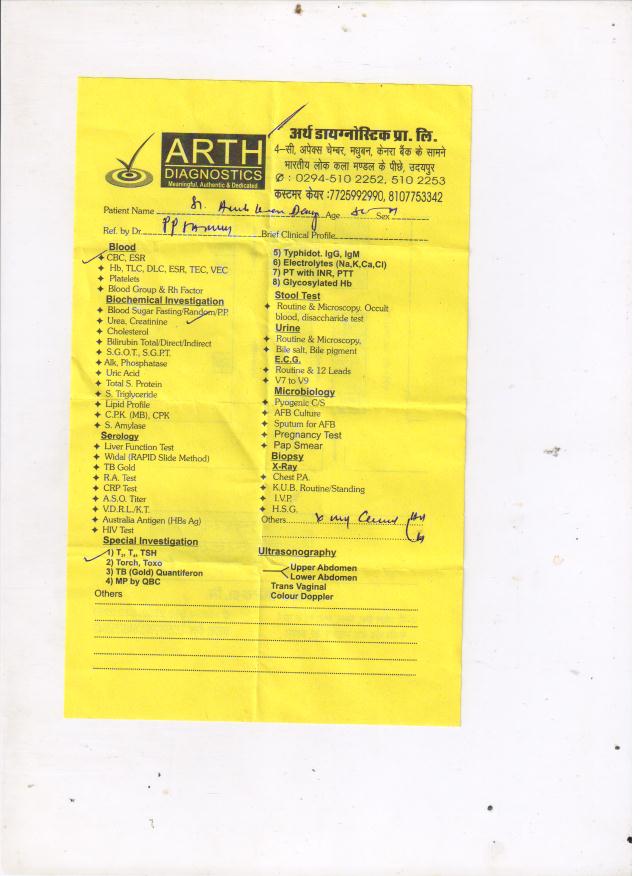 ARTH
DIAGNOSTICS
Meaningful, Authentic & Dedicated
अर्थ डायग्नोस्टिक प्रा. लि.
4-सी, अपेक्स चेम्बर, मधुबन, केनरा बैंक के सामने
भारतीय लोक कला मण्डल के पीछे, उदयपुर
✆ : 0294-510 2252, 510 2253
कस्टमर केयर :7725992990, 8107753342
Patient Name Age Sex
Ref. by Dr. Brief Clinical Profile
Blood
CBC, ESR
Hb, TLC, DLC, ESR, TEC, VEC
Platelets
Blood Group & Rh Factor
Biochemical Investigation
Blood Sugar Fasting/Random/P.P.
Urea, Creatinine
Cholesterol
Bilirubin Total/Direct/Indirect
S.G.O.T., S.G.P.T.
Alk, Phosphatase
Uric Acid
Total S. Protein
S. Triglyceride
Lipid Profile
C.P.K. (MB), CPK
S. Amylase
Serology
Liver Function Test
Widal (RAPID Slide Method)
TB Gold
R.A. Test
CRP Test
A.S.O. Titer
V.D.R.L./K.T.
Australia Antigen (HBs Ag)
HIV Test
Special Investigation
1) T₃, T₄, TSH
2) Torch, Toxo
3) TB (Gold) Quantiferon
4) MP by QBC
Others
5) Typhidot. IgG, IgM
6) Electrolytes (Na,K,Ca,Cl)
7) PT with INR, PTT
8) Glycosylated Hb
Stool Test
Routine & Microscopy. Occult
blood, disaccharide test
Urine
Routine & Microscopy,
Bile salt, Bile pigment
E.C.G.
Routine & 12 Leads
V7 to V9
Microbiology
Pyogenic C/S
AFB Culture
Sputum for AFB
Pregnancy Test
Pap Smear
Biopsy
X-Ray
Chest P.A.
K.U.B. Routine/Standing
I.V.P.
H.S.G.
Others
Ultrasonography
Upper Abdomen
Lower Abdomen
Trans Vaginal
Colour Doppler